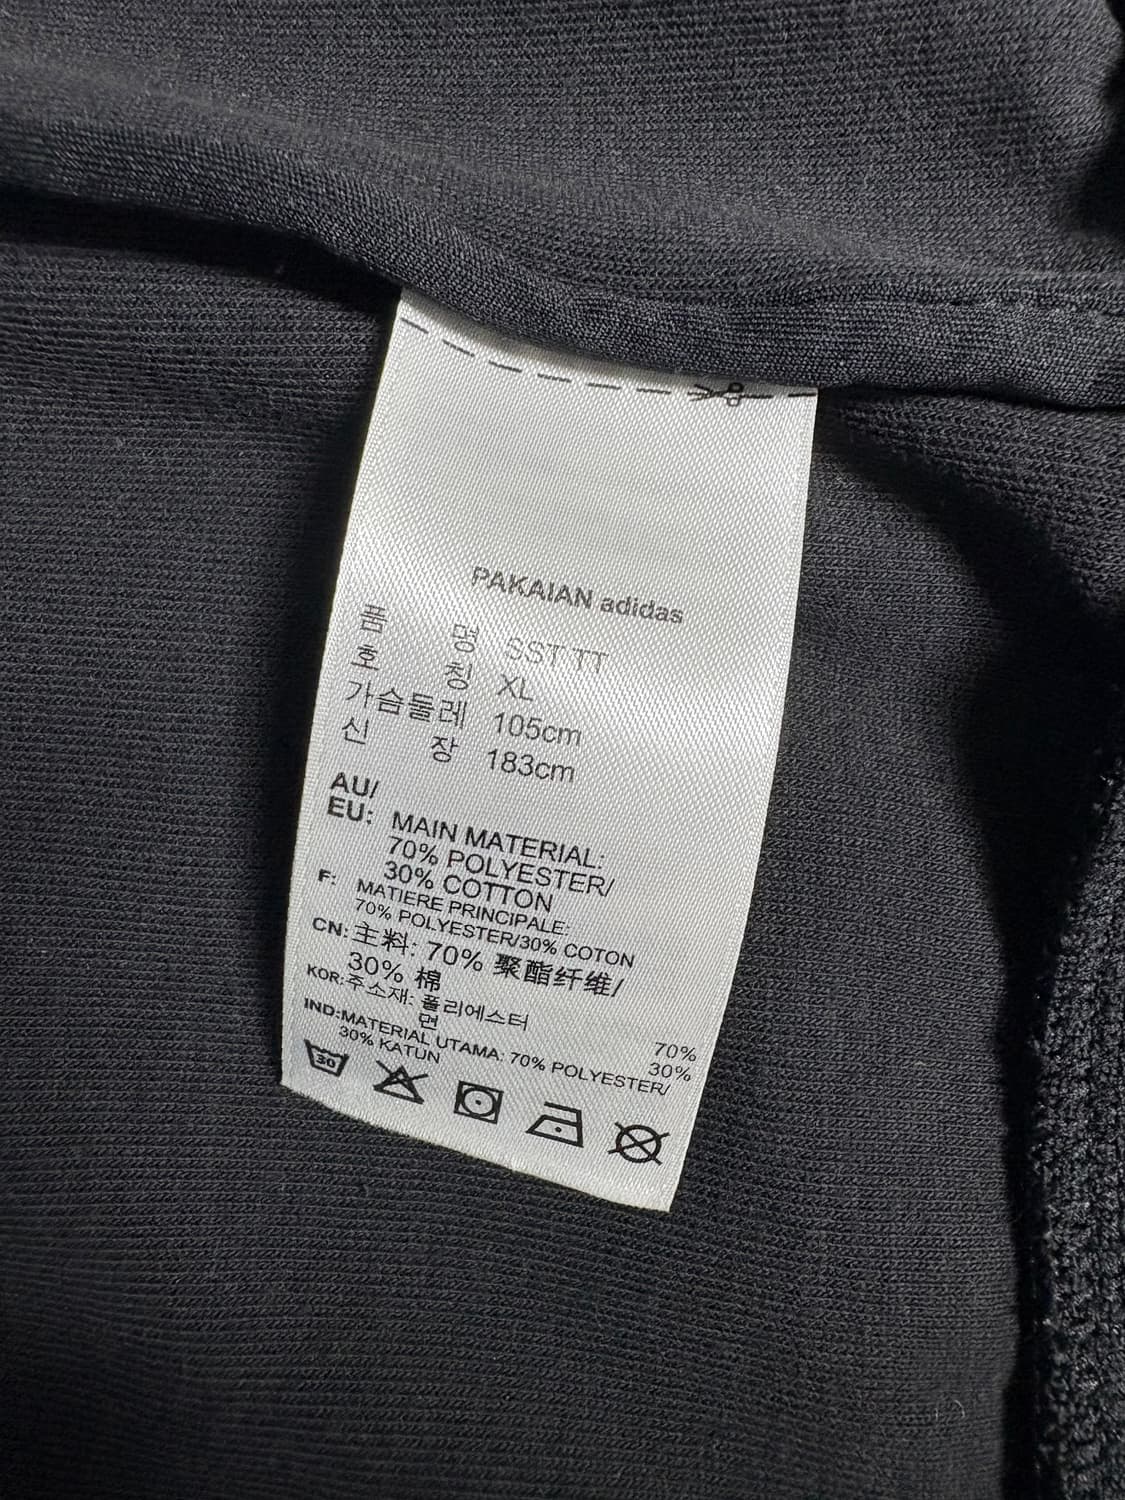 PAKAIAN adidas
품 명 SST TT
호 칭 XL
가슴둘레 105cm
신 장 183cm
AU/
EU: MAIN MATERIAL:
70% POLYESTER/
30% COTTON
F: MATIERE PRINCIPALE:
70% POLYESTER/30% COTON
CN: 主料: 70% 聚酯纤维/
30% 棉
KOR: 주소재: 폴리에스터 70%
면 30%
IND: MATERIAL UTAMA: 70% POLYESTER/
30% KATUN
30